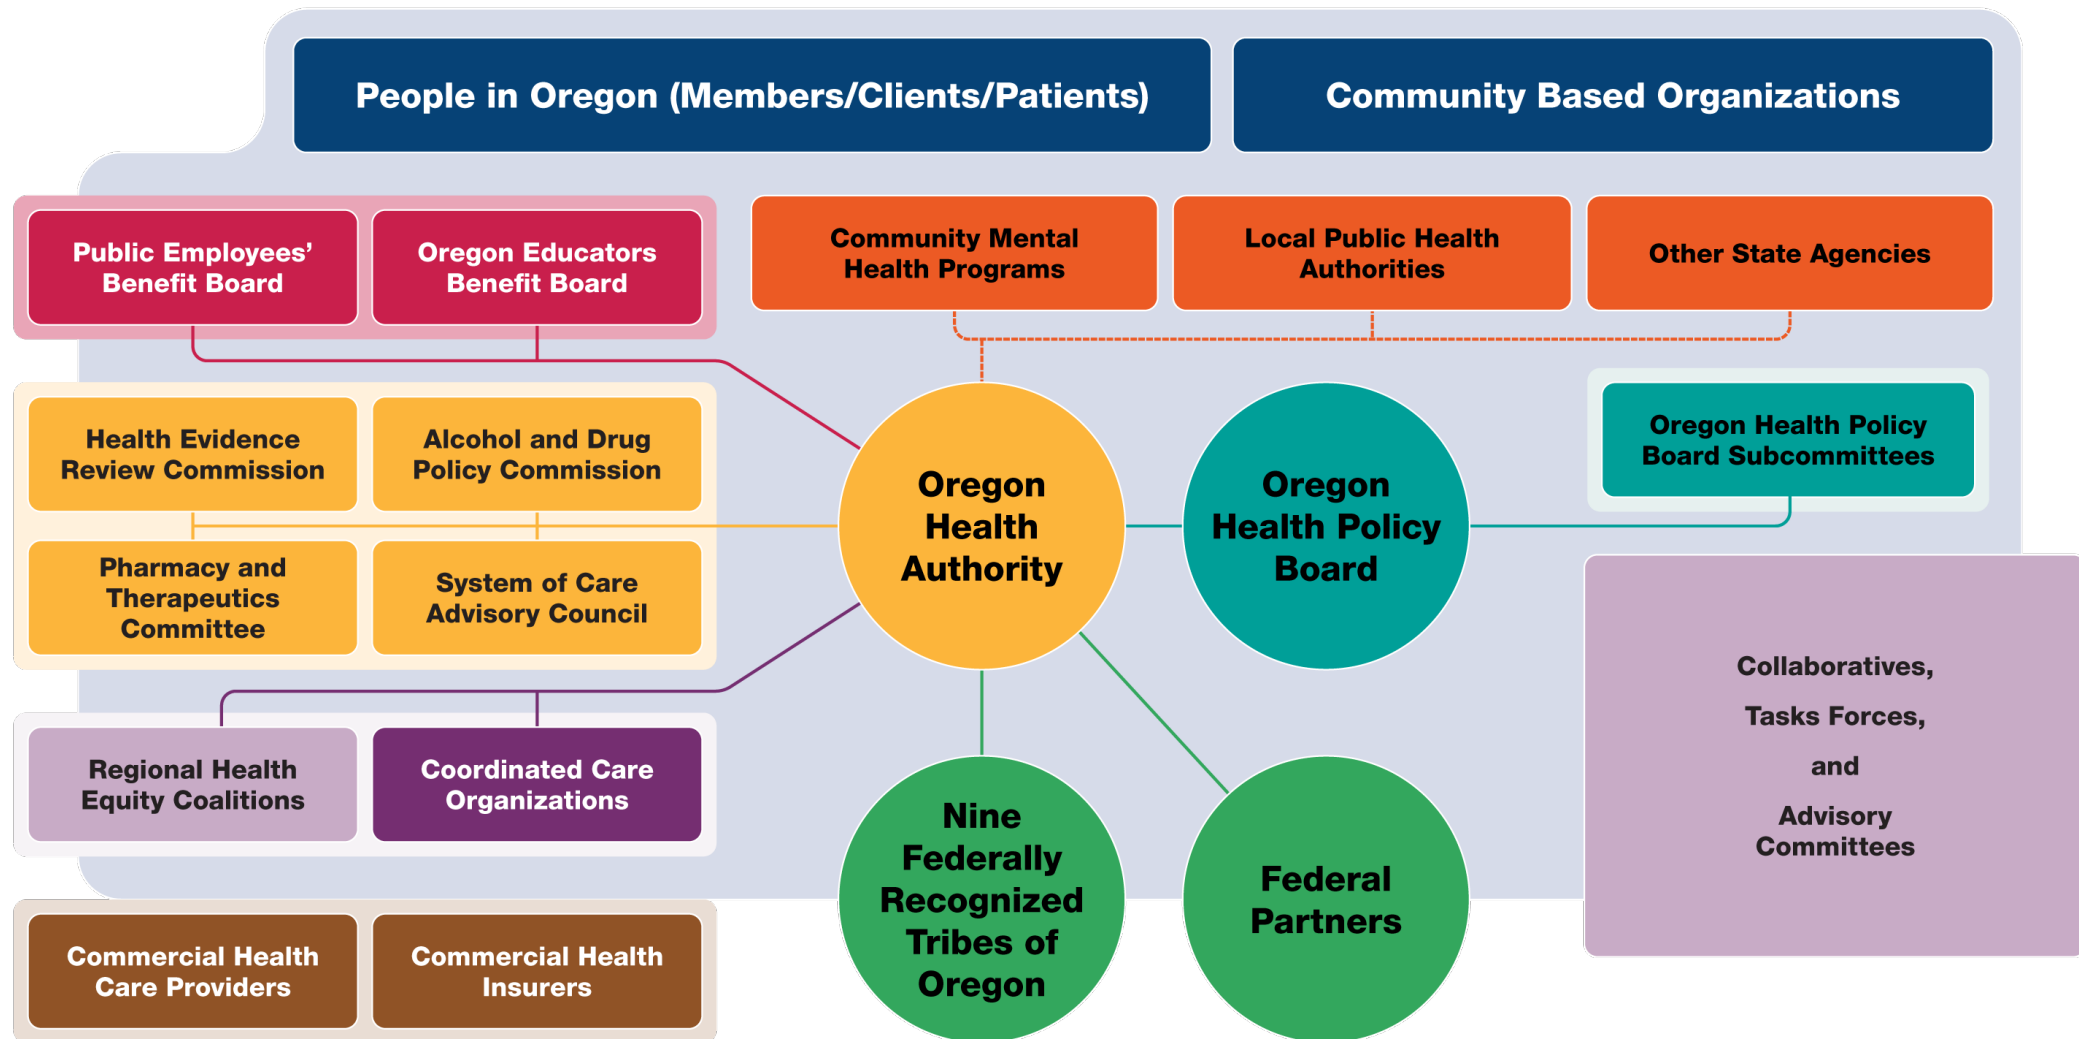 People in Oregon (Members/Clients/Patients)
Community Based Organizations
Public Employees’
Benefit Board
Oregon Educators
Benefit Board
Community Mental
Health Programs
Local Public Health
Authorities
Other State Agencies
Health Evidence
Review Commission
Alcohol and Drug
Policy Commission
Pharmacy and
Therapeutics
Committee
System of Care
Advisory Council
Oregon
Health
Authority
Oregon
Health Policy
Board
Oregon Health Policy
Board Subcommittees
Collaboratives,
Tasks Forces,
and
Advisory
Committees
Regional Health
Equity Coalitions
Coordinated Care
Organizations
Nine
Federally
Recognized
Tribes of
Oregon
Federal
Partners
Commercial Health
Care Providers
Commercial Health
Insurers